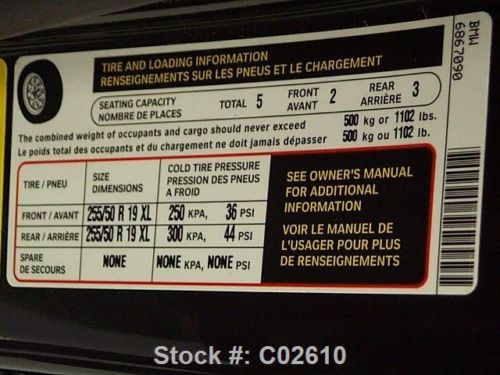 TIRE AND LOADING INFORMATION
RENSEIGNEMENTS SUR LES PNEUS ET LE CHARGEMENT
SEATING CAPACITY
NOMBRE DE PLACES
TOTAL 5
FRONT
AVANT 2
REAR
ARRIÈRE 3
The combined weight of occupants and cargo should never exceed 500 kg or 1102 lbs.
Le poids total des occupants et du chargement ne doit jamais dépasser 500 kg ou 1102 lb.
TIRE / PNEU
SIZE
DIMENSIONS
COLD TIRE PRESSURE
PRESSION DES PNEUS
A FROID
FRONT / AVANT 255/50 R 19 XL 250 KPA, 36 PSI
REAR / ARRIÈRE 255/50 R 19 XL 300 KPA, 44 PSI
SPARE
DE SECOURS NONE NONE KPA, NONE PSI
SEE OWNER'S MANUAL
FOR ADDITIONAL
INFORMATION
VOIR LE MANUEL DE
L'USAGER POUR PLUS
DE RENSEIGNEMENTS
BMW
6867090
Stock #: C02610